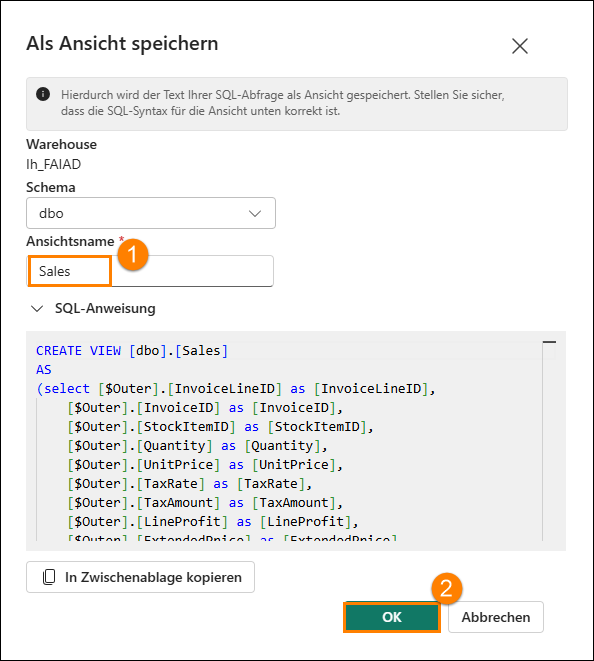 Als Ansicht speichern
Hierdurch wird der Text Ihrer SQL-Abfrage als Ansicht gespeichert. Stellen Sie sicher,
dass die SQL-Syntax für die Ansicht unten korrekt ist.
Warehouse
lh_FAIAD
Schema
dbo
Ansichtsname *
1
Sales
SQL-Anweisung
CREATE VIEW [dbo].[Sales]
AS
(select [$Outer].[InvoiceLineID] as [InvoiceLineID],
[$Outer].[InvoiceID] as [InvoiceID],
[$Outer].[StockItemID] as [StockItemID],
[$Outer].[Quantity] as [Quantity],
[$Outer].[UnitPrice] as [UnitPrice],
[$Outer].[TaxRate] as [TaxRate],
[$Outer].[TaxAmount] as [TaxAmount],
[$Outer].[LineProfit] as [LineProfit],
[$Outer].[ExtendedPrice] as [ExtendedPrice]
In Zwischenablage kopieren
2
OK
Abbrechen